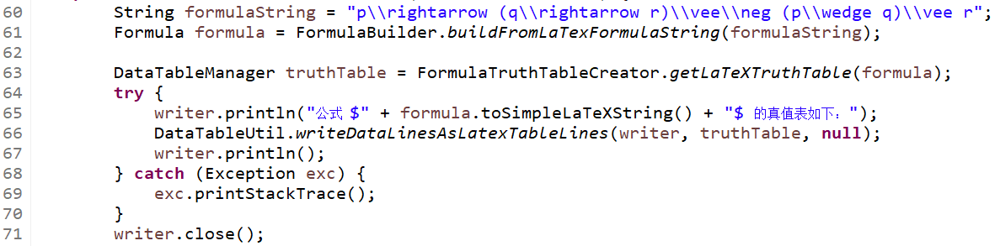 60 String formulaString = "p\\rightarrow (q\\rightarrow r)\\vee\\neg (p\\wedge q)\\vee r";
61 Formula formula = FormulaBuilder.buildFromLaTexFormulaString(formulaString);
62
63 DataTableManager truthTable = FormulaTruthTableCreator.getLaTeXTruthTable(formula);
64 try {
65 writer.println("公式 $" + formula.toSimpleLaTeXString() + "$ 的真值表如下：");
66 DataTableUtil.writeDataLinesAsLatexTableLines(writer, truthTable, null);
67 writer.println();
68 } catch (Exception exc) {
69 exc.printStackTrace();
70 }
71 writer.close();